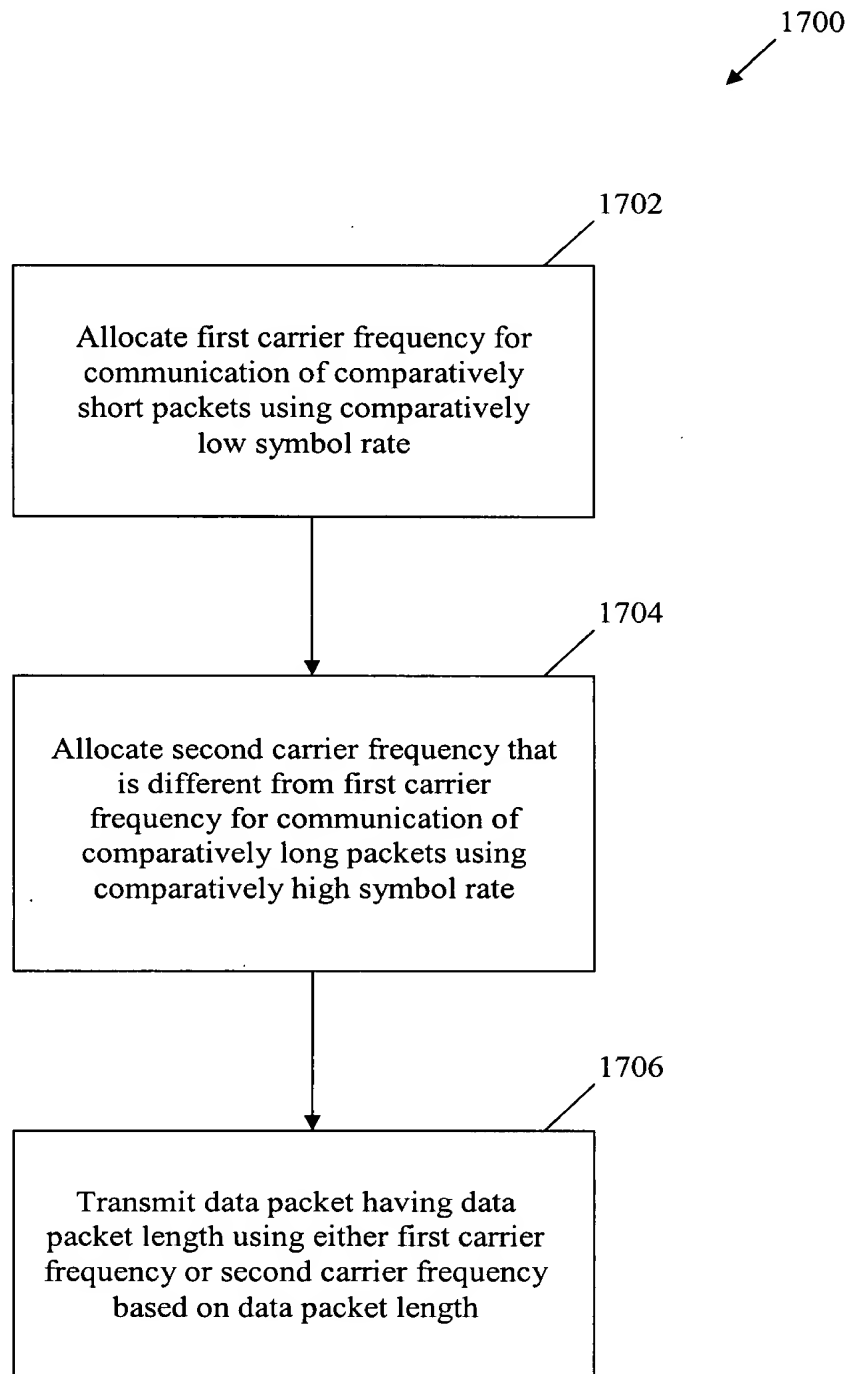 1700
1702
Allocate first carrier frequency for
communication of comparatively
short packets using comparatively
low symbol rate
1704
Allocate second carrier frequency that
is different from first carrier
frequency for communication of
comparatively long packets using
comparatively high symbol rate
1706
Transmit data packet having data
packet length using either first carrier
frequency or second carrier frequency
based on data packet length